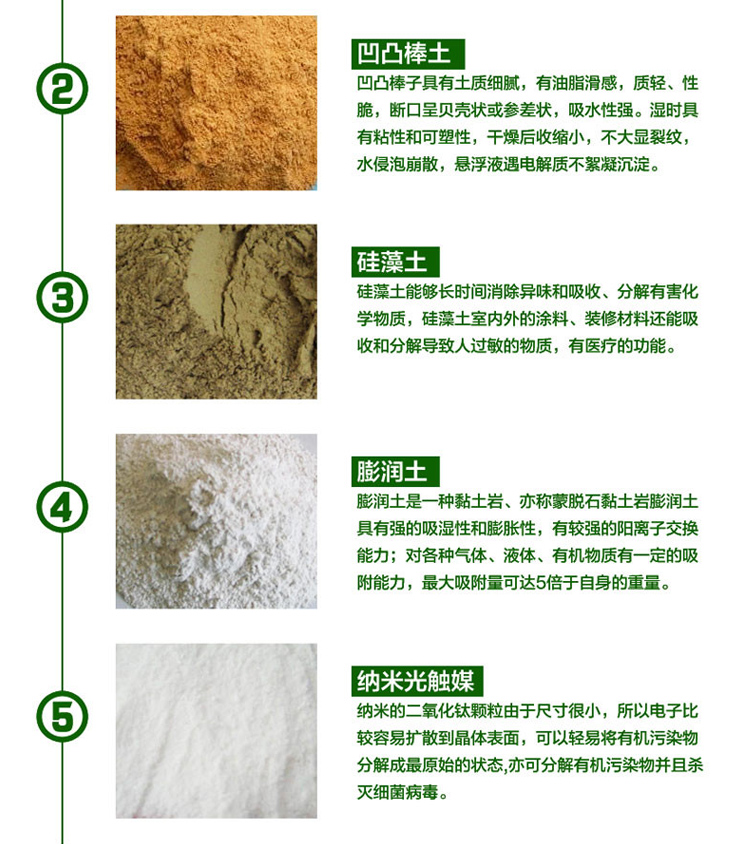 2
凹凸棒土
凹凸棒子具有土质细腻，有油脂滑感，质轻、性
脆，断口呈贝壳状或参差状，吸水性强。湿时具
有粘性和可塑性，干燥后收缩小，不大显裂纹，
水侵泡崩散，悬浮液遇电解质不絮凝沉淀。
3
硅藻土
硅藻土能够长时间消除异味和吸收、分解有害化
学物质，硅藻土室内外的涂料、装修材料还能吸
收和分解导致人过敏的物质，有医疗的功能。
4
膨润土
膨润土是一种黏土岩、亦称蒙脱石黏土岩膨润土
具有强的吸湿性和膨胀性，有较强的阳离子交换
能力；对各种气体、液体、有机物质有一定的吸
附能力，最大吸附量可达5倍于自身的重量。
5
纳米光触媒
纳米的二氧化钛颗粒由于尺寸很小，所以电子比
较容易扩散到晶体表面，可以轻易将有机污染物
分解成最原始的状态,亦可分解有机污染物并且杀
灭细菌病毒。